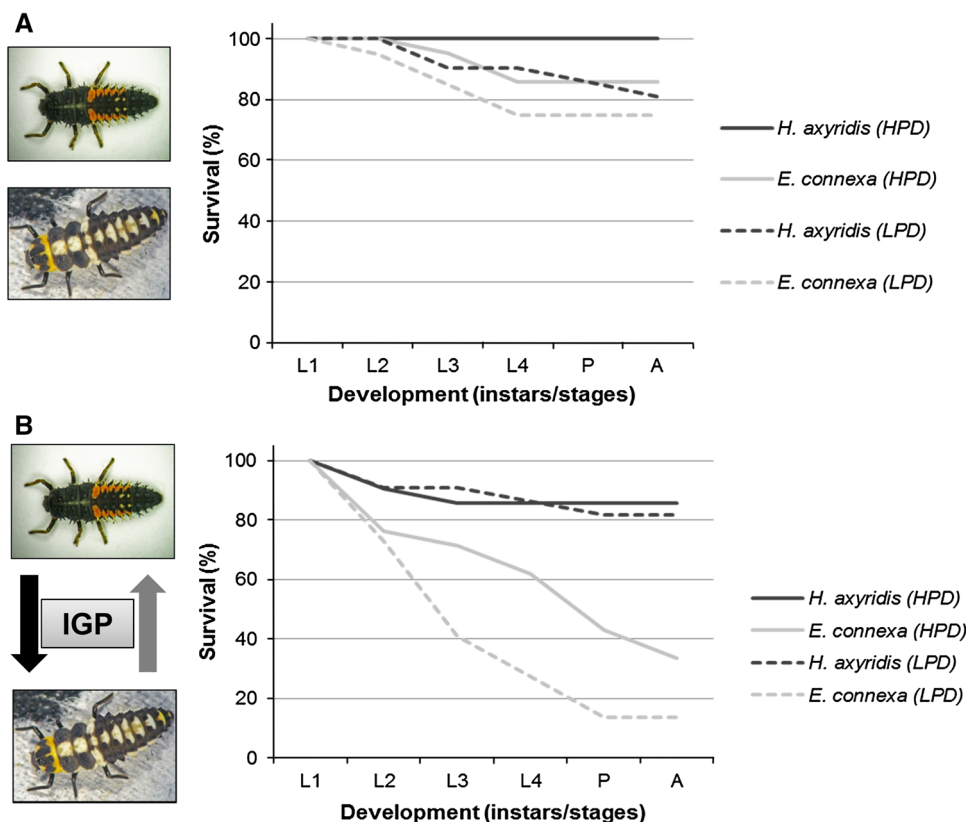 A
100
80
60
40
20
0
Survival (%)
L1 L2 L3 L4 P A
Development (instars/stages)
H. axyridis (HPD)
E. connexa (HPD)
H. axyridis (LPD)
E. connexa (LPD)
B
IGP
100
80
60
40
20
0
Survival (%)
L1 L2 L3 L4 P A
Development (instars/stages)
H. axyridis (HPD)
E. connexa (HPD)
H. axyridis (LPD)
E. connexa (LPD)